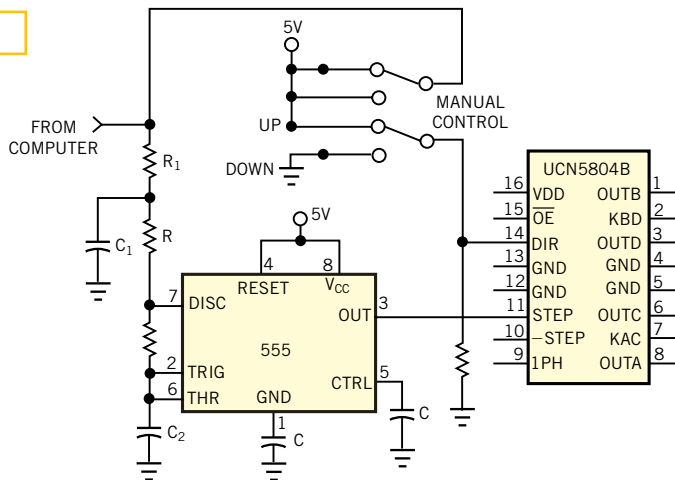 5V
MANUAL
CONTROL
UP
DOWN
FROM
COMPUTER
R1
C1
R
5V
4
8
RESET
VCC
7
DISC
OUT
3
555
2
TRIG
6
THR
CTRL
5
GND
1
C
C
C2
UCN5804B
16
VDD
OUTB
1
15
OE
KBD
2
14
DIR
OUTD
3
13
GND
GND
4
12
GND
GND
5
11
STEP
OUTC
6
10
–STEP
KAC
7
9
1PH
OUTA
8